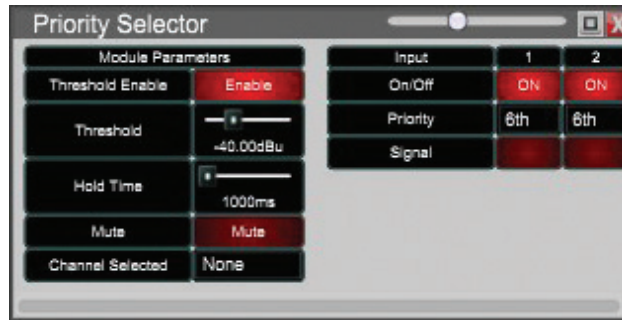 Priority Selector
X
Module Parameters
Threshold Enable Enable
Threshold -40.00dBu
Hold Time 1000ms
Mute Mute
Channel Selected None
Input 1 2
On/Off ON ON
Priority 6th 6th
Signal